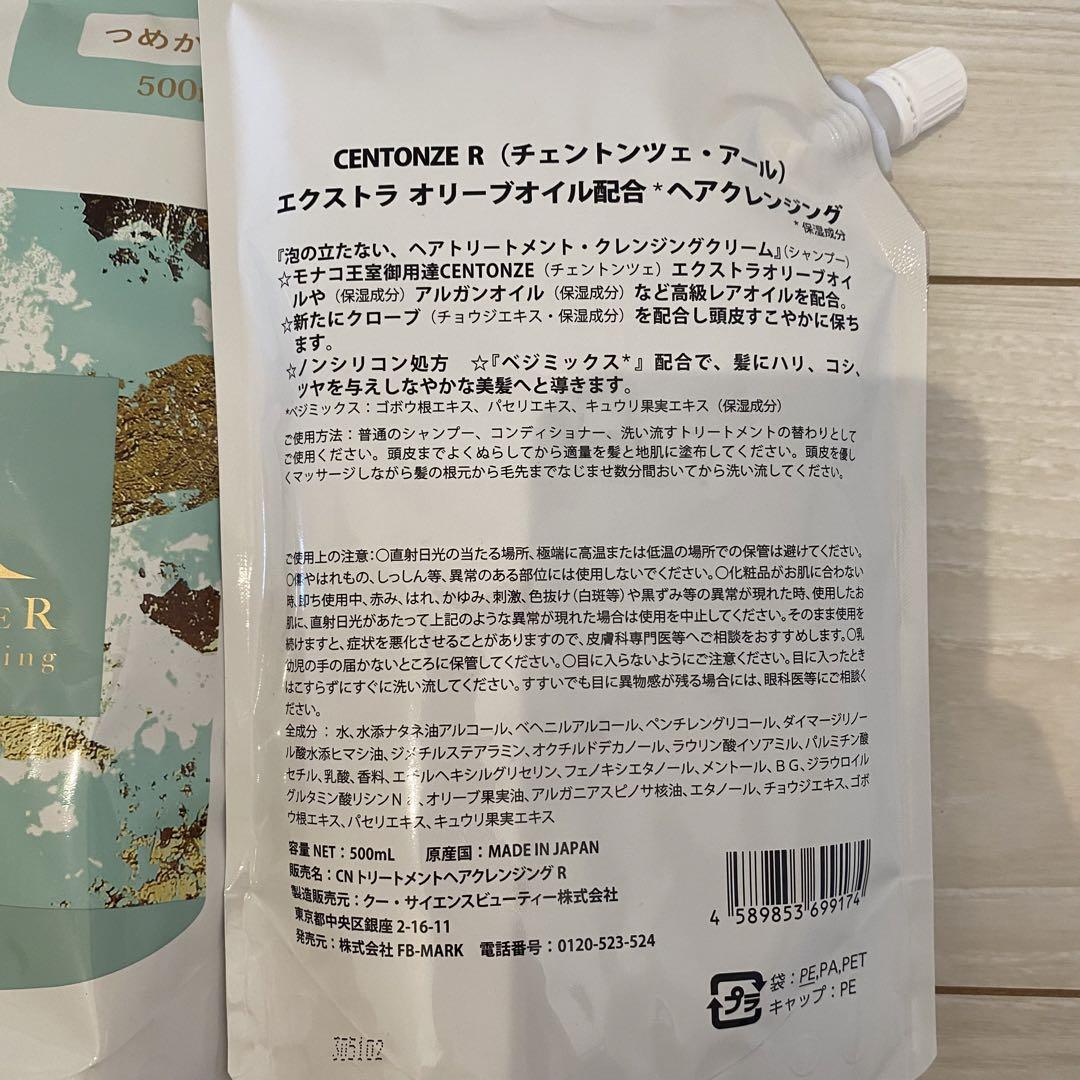 つめか
500
ER
ing
CENTONZE R（チェントンツェ・アール）
エクストラ オリーブオイル配合*ヘアクレンジング
*保湿成分
『泡の立たない、ヘアトリートメント・クレンジングクリーム』（シャンプー）
☆モナコ王室御用達CENTONZE（チェントンツェ）エクストラオリーブオイ
ルや（保湿成分）アルガンオイル（保湿成分）など高級レアオイルを配合。
☆新たにクローブ（チョウジエキス・保湿成分）を配合し頭皮すこやかに保ち
ます。
☆ノンシリコン処方 ☆『ベジミックス*』配合で、髪にハリ、コシ、
ツヤを与えしなやかな美髪へと導きます。
*ベジミックス：ゴボウ根エキス、パセリエキス、キュウリ果実エキス（保湿成分）
ご使用方法：普通のシャンプー、コンディショナー、洗い流すトリートメントの替わりとして
ご使用ください。頭皮までよくぬらしてから適量を髪と地肌に塗布してください。頭皮を優し
くマッサージしながら髪の根元から毛先までなじませ数分間おいてから洗い流してください。
ご使用上の注意：〇直射日光の当たる場所、極端に高温または低温の場所での保管は避けてください。
〇傷やはれもの、しっしん等、異常のある部位には使用しないでください。〇化粧品がお肌に合わない
時、即ち使用中、赤み、はれ、かゆみ、刺激、色抜け（白斑等）や黒ずみ等の異常が現れた時、使用したお
肌に、直射日光があたって上記のような異常が現れた場合は使用を中止してください。そのまま使用を
続けますと、症状を悪化させることがありますので、皮膚科専門医等へご相談をおすすめします。〇乳
幼児の手の届かないところに保管してください。〇目に入らないようにご注意ください。目に入ったとき
はこすらずにすぐに洗い流してください。すすいでも目に異物感が残る場合には、眼科医等にご相談く
ださい。
全成分：水、水添ナタネ油アルコール、ベヘニルアルコール、ペンチレングリコール、ダイマージリノー
ル酸水添ヒマシ油、ジメチルステアラミン、オクチルドデカノール、ラウリン酸イソアミル、パルミチン酸
セチル、乳酸、香料、エチルヘキシルグリセリン、フェノキシエタノール、メントール、BG、ジラウロイル
グルタミン酸リシンNa、オリーブ果実油、アルガニアスピノサ核油、エタノール、チョウジエキス、ゴボ
ウ根エキス、パセリエキス、キュウリ果実エキス
容量 NET：500mL 原産国：MADE IN JAPAN
販売名：CN トリートメントヘアクレンジング R
製造販売元：クー・サイエンスビューティー株式会社
東京都中央区銀座 2-16-11
発売元：株式会社 FB-MARK 電話番号：0120-523-524
4 589853 699174
プラ
袋：PE,PA,PET
キャップ：PE